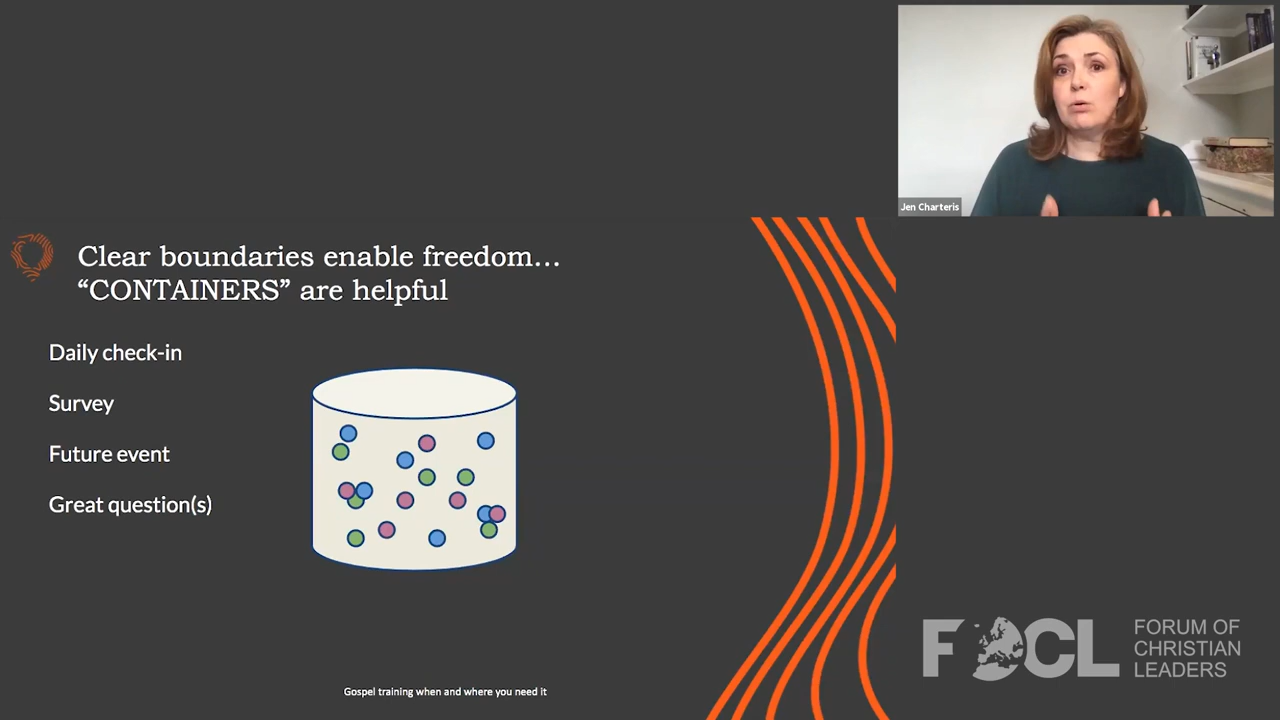 Jen Charteris
Clear boundaries enable freedom...
“CONTAINERS” are helpful
Daily check-in
Survey
Future event
Great question(s)
Gospel training when and where you need it
FOCL
FORUM OF
CHRISTIAN
LEADERS